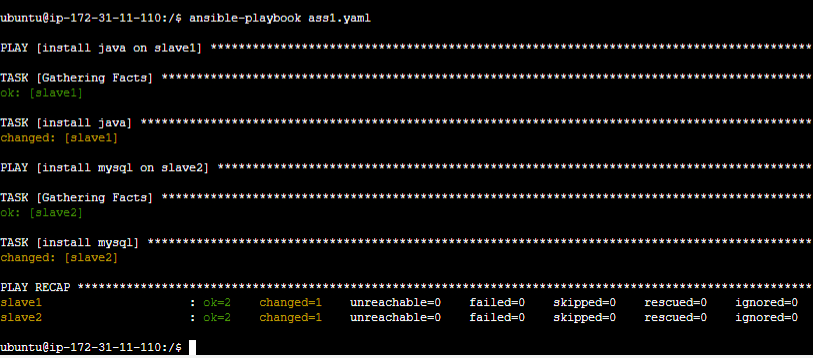 ubuntu@ip-172-31-11-110:/$ ansible-playbook ass1.yaml
PLAY [install java on slave1] **************************************************************************************
TASK [Gathering Facts] *********************************************************************************************
ok: [slave1]
TASK [install java] ************************************************************************************************
changed: [slave1]
PLAY [install mysql on slave2] *************************************************************************************
TASK [Gathering Facts] *********************************************************************************************
ok: [slave2]
TASK [install mysql] ***********************************************************************************************
changed: [slave2]
PLAY RECAP *********************************************************************************************************
slave1                     : ok=2    changed=1    unreachable=0    failed=0    skipped=0    rescued=0    ignored=0
slave2                     : ok=2    changed=1    unreachable=0    failed=0    skipped=0    rescued=0    ignored=0
ubuntu@ip-172-31-11-110:/$